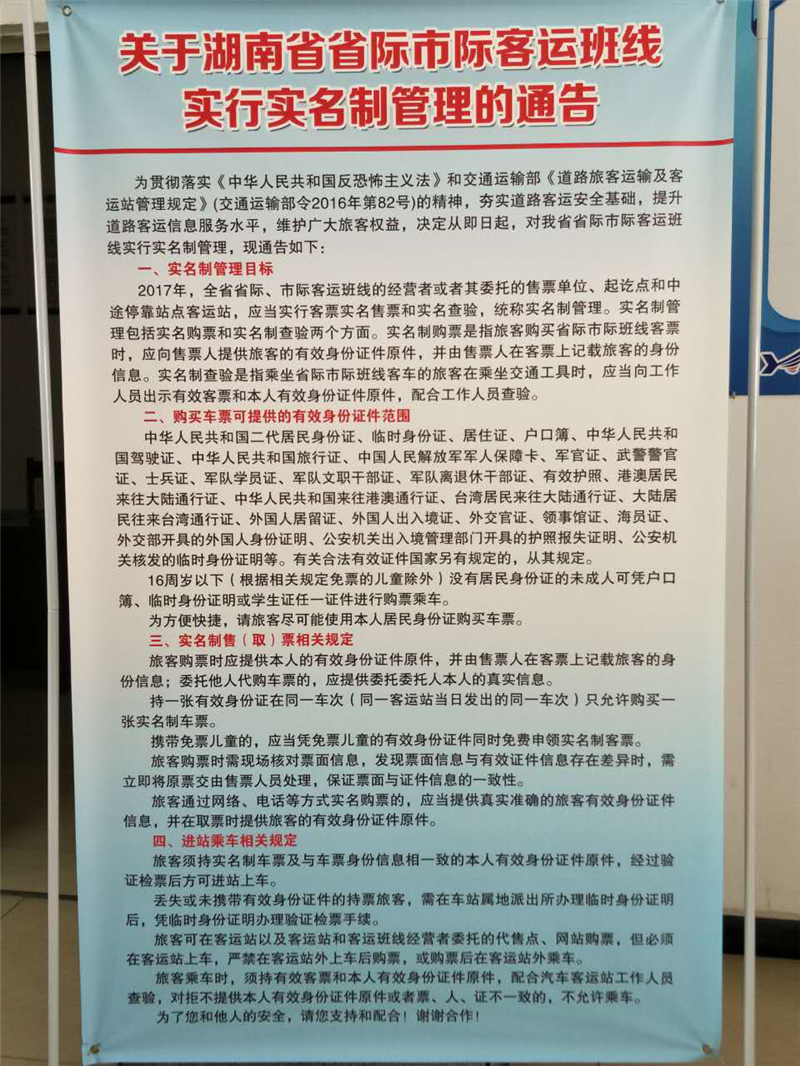 关于湖南省省际市际客运班线
实行实名制管理的通告
为贯彻落实《中华人民共和国反恐怖主义法》和交通运输部《道路旅客运输及客
运站管理规定》(交通运输部令2016年第82号)的精神，夯实道路客运安全基础，提升
道路客运信息服务水平，维护广大旅客权益，决定从即日起，对我省省际市际客运班
线实行实名制管理，现通告如下：
一、实名制管理目标
2017年，全省省际、市际客运班线的经营者或者其委托的售票单位、起讫点和中
途停靠站点客运站，应当实行客票实名售票和实名查验，统称实名制管理。实名制管
理包括实名购票和实名制查验两个方面。实名制购票是指旅客购买省际市际班线客票
时，应向售票人提供旅客的有效身份证件原件，并由售票人在客票上记载旅客的身份
信息。实名制查验是指乘坐省际市际班线客车的旅客在乘坐交通工具时，应当向工作
人员出示有效客票和本人有效身份证件原件，配合工作人员查验。
二、购买车票可提供的有效身份证件范围
中华人民共和国二代居民身份证、临时身份证、居住证、户口簿、中华人民共和
国驾驶证、中华人民共和国旅行证、中国人民解放军军人保障卡、军官证、武警警官
证、士兵证、军队学员证、军队文职干部证、军队离退休干部证、有效护照、港澳居民
来往大陆通行证、中华人民共和国来往港澳通行证、台湾居民来往大陆通行证、大陆居
民往来台湾通行证、外国人居留证、外国人出入境证、外交官证、领事馆证、海员证、
外交部开具的外国人身份证明、公安机关出入境管理部门开具的护照报失证明、公安机
关核发的临时身份证明等。有关合法有效证件国家另有规定的，从其规定。
16周岁以下（根据相关规定免票的儿童除外）没有居民身份证的未成人可凭户口
簿、临时身份证明或学生证任一证件进行购票乘车。
为方便快捷，请旅客尽可能使用本人居民身份证购买车票。
三、实名制售（取）票相关规定
旅客购票时应提供本人的有效身份证件原件，并由售票人在客票上记载旅客的身
份信息；委托他人代购车票的，应提供委托委托人本人的真实信息。
持一张有效身份证在同一车次（同一客运站当日发出的同一车次）只允许购买一
张实名制车票。
携带免票儿童的，应当凭免票儿童的有效身份证件同时免费申领实名制客票。
旅客购票时需现场核对票面信息，发现票面信息与有效证件信息存在差异时，需
立即将原票交由售票人员处理，保证票面与证件信息的一致性。
旅客通过网络、电话等方式实名购票的，应当提供真实准确的旅客有效身份证件
信息，并在取票时提供旅客的有效身份证件原件。
四、进站乘车相关规定
旅客须持实名制车票及与车票身份信息相一致的本人有效身份证件原件，经过验
证检票后方可进站上车。
丢失或未携带有效身份证件的持票旅客，需在车站属地派出所办理临时身份证明
后，凭临时身份证明办理验证检票手续。
旅客可在客运站以及客运站和客运班线经营者委托的代售点、网站购票，但必须
在客运站上车，严禁在客运站外上车后购票，或购票后在客运站外乘车。
旅客乘车时，须持有效客票和本人有效身份证件原件，配合汽车客运站工作人员
查验，对拒不提供本人有效身份证件原件或者票、人、证不一致的，不允许乘车。
为了您和他人的安全，请您支持和配合！谢谢合作！